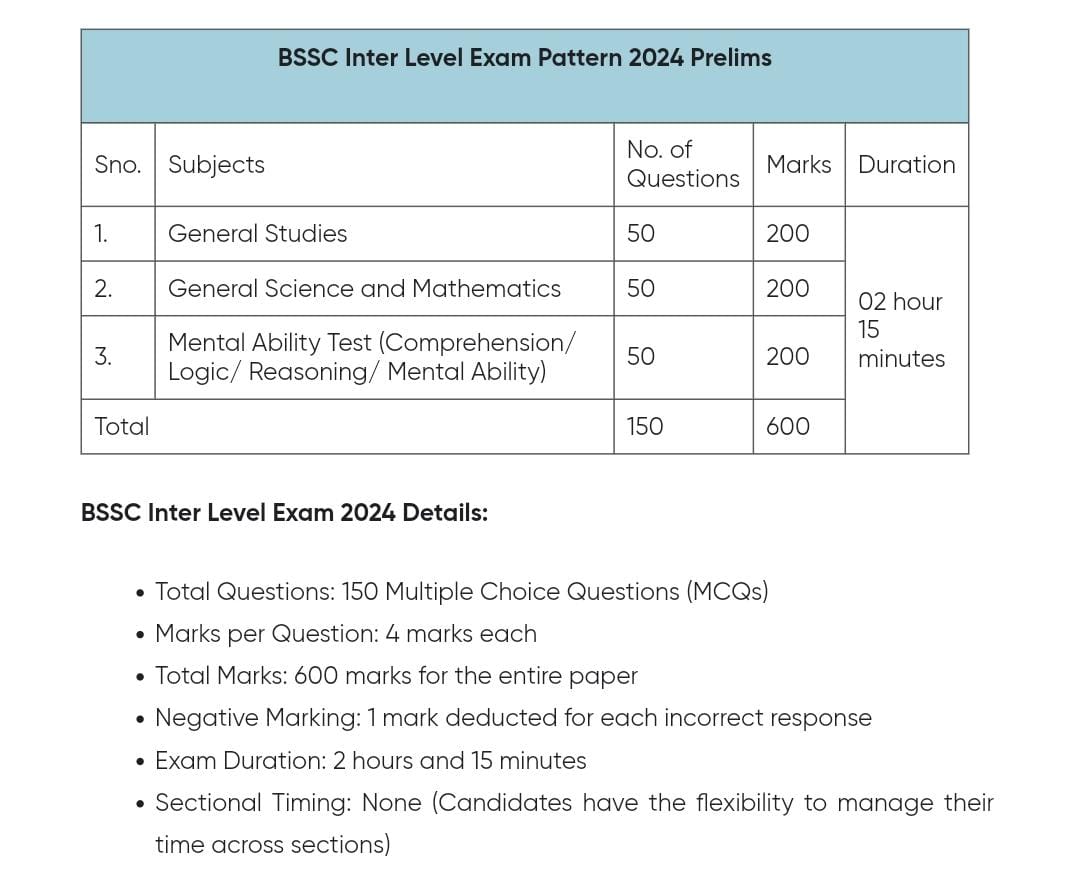 BSSC Inter Level Exam Pattern 2024 Prelims
Sno. Subjects No. of Questions Marks Duration
1. General Studies 50 200
2. General Science and Mathematics 50 200
3. Mental Ability Test (Comprehension/
Logic/ Reasoning/ Mental Ability) 50 200
02 hour
15
minutes
Total 150 600
BSSC Inter Level Exam 2024 Details:
• Total Questions: 150 Multiple Choice Questions (MCQs)
• Marks per Question: 4 marks each
• Total Marks: 600 marks for the entire paper
• Negative Marking: 1 mark deducted for each incorrect response
• Exam Duration: 2 hours and 15 minutes
• Sectional Timing: None (Candidates have the flexibility to manage their
time across sections)